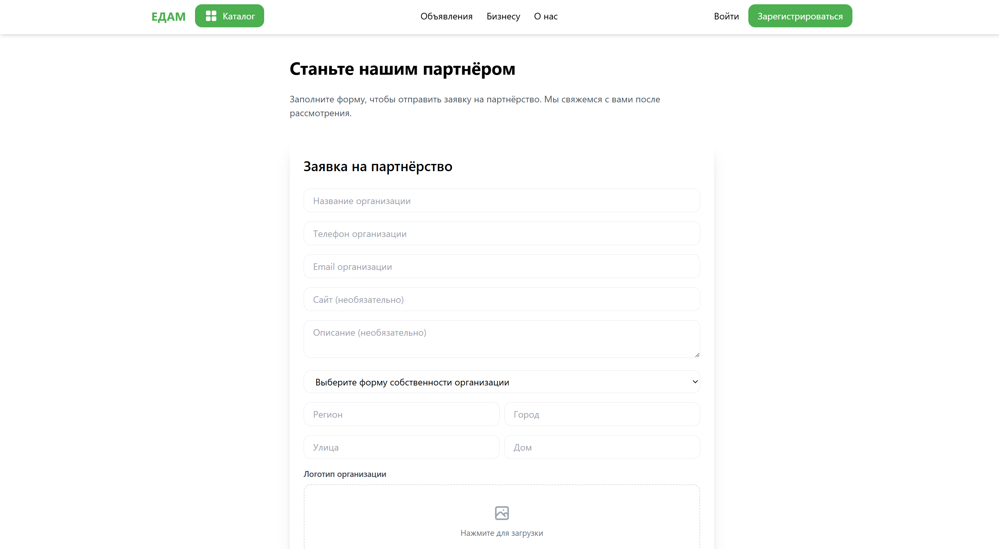 ЕДАМ
Каталог
Объявления
Бизнесу
О нас
Войти
Зарегистрироваться
Станьте нашим партнёром
Заполните форму, чтобы отправить заявку на партнёрство. Мы свяжемся с вами после
рассмотрения.
Заявка на партнёрство
Название организации
Телефон организации
Email организации
Сайт (необязательно)
Описание (необязательно)
Выберите форму собственности организации
Регион
Город
Улица
Дом
Логотип организации
Нажмите для загрузки